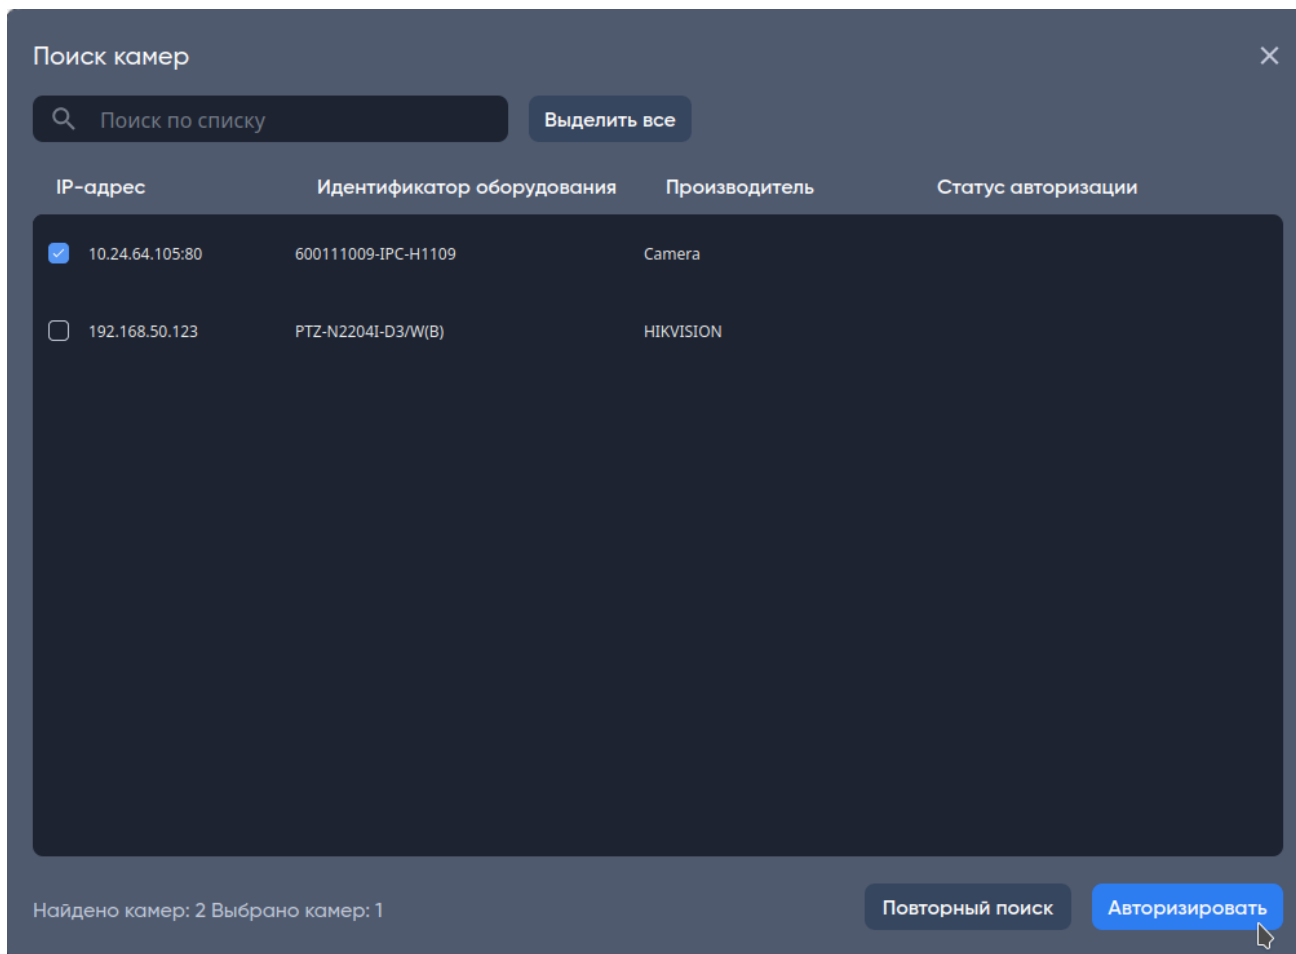 Поиск камер
Поиск по списку
Выделить все
IP-адрес Идентификатор оборудования Производитель Статус авторизации
10.24.64.105:80 600111009-IPC-H1109 Camera
192.168.50.123 PTZ-N2204I-D3/W(B) HIKVISION
Найдено камер: 2 Выбрано камер: 1
Повторный поиск
Авторизировать